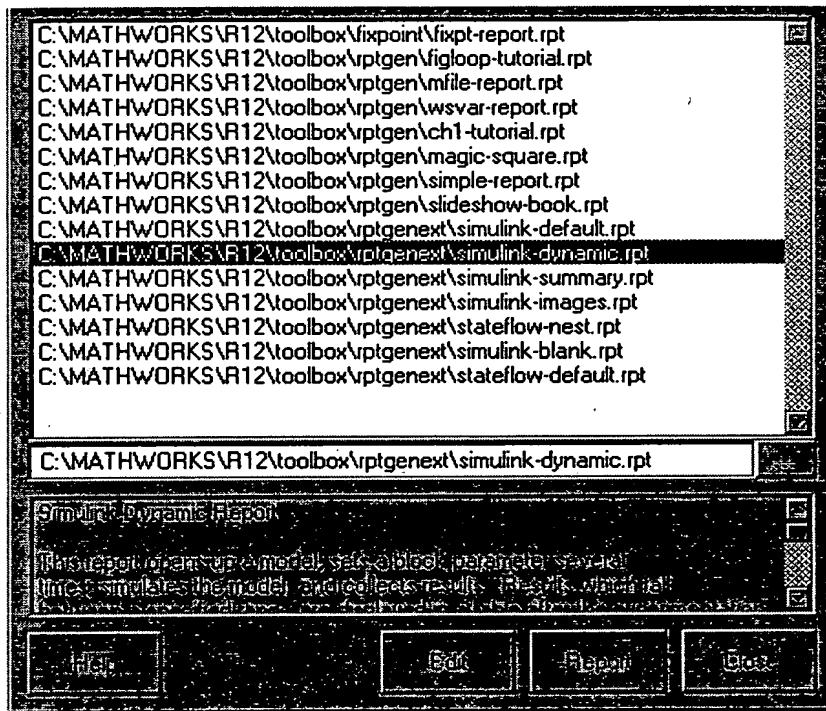 C:\MATHWORKS\R12\toolbox\fixpoint\fixpt-report.rpt
C:\MATHWORKS\R12\toolbox\rptgen\figloop-tutorial.rpt
C:\MATHWORKS\R12\toolbox\rptgen\mfile-report.rpt
C:\MATHWORKS\R12\toolbox\rptgen\wsvar-report.rpt
C:\MATHWORKS\R12\toolbox\rptgen\ch1-tutorial.rpt
C:\MATHWORKS\R12\toolbox\rptgen\magic-square.rpt
C:\MATHWORKS\R12\toolbox\rptgen\simple-report.rpt
C:\MATHWORKS\R12\toolbox\rptgen\slideshow-book.rpt
C:\MATHWORKS\R12\toolbox\rptgenext\simulink-default.rpt
C:\MATHWORKS\R12\toolbox\rptgenext\simulink-dynamic.rpt
C:\MATHWORKS\R12\toolbox\rptgenext\simulink-summary.rpt
C:\MATHWORKS\R12\toolbox\rptgenext\simulink-images.rpt
C:\MATHWORKS\R12\toolbox\rptgenext\stateflow-nest.rpt
C:\MATHWORKS\R12\toolbox\rptgenext\simulink-blank.rpt
C:\MATHWORKS\R12\toolbox\rptgenext\stateflow-default.rpt
C:\MATHWORKS\R12\toolbox\rptgenext\simulink-dynamic.rpt
Simulink Dynamic Report
This report opens up a model, sets a block parameter several
times, simulates the model, and collects results. Results which fall
Help Edit Report Close